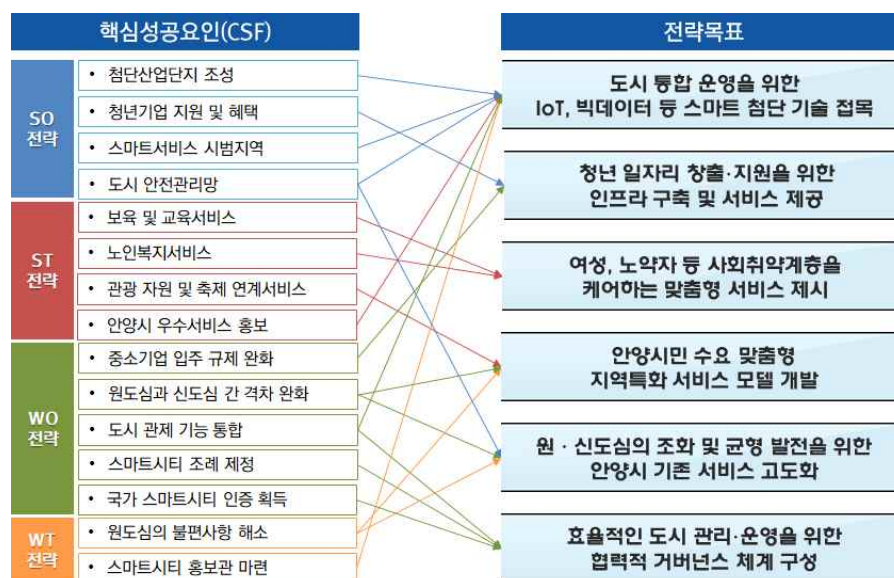 핵심성공요인(CSF)
SO
전략
• 첨단산업단지 조성
• 청년기업 지원 및 혜택
• 스마트서비스 시범지역
• 도시 안전관리망
ST
전략
• 보육 및 교육서비스
• 노인복지서비스
• 관광 자원 및 축제 연계서비스
• 안양시 우수서비스 홍보
WO
전략
• 중소기업 입주 규제 완화
• 원도심과 신도심 간 격차 완화
• 도시 관제 기능 통합
• 스마트시티 조례 제정
• 국가 스마트시티 인증 획득
WT
전략
• 원도심의 불편사항 해소
• 스마트시티 홍보관 마련
전략목표
도시 통합 운영을 위한
IoT, 빅데이터 등 스마트 첨단 기술 접목
청년 일자리 창출·지원을 위한
인프라 구축 및 서비스 제공
여성, 노약자 등 사회취약계층을
케어하는 맞춤형 서비스 제시
안양시민 수요 맞춤형
지역특화 서비스 모델 개발
원 · 신도심의 조화 및 균형 발전을 위한
안양시 기존 서비스 고도화
효율적인 도시 관리·운영을 위한
협력적 거버넌스 체계 구성